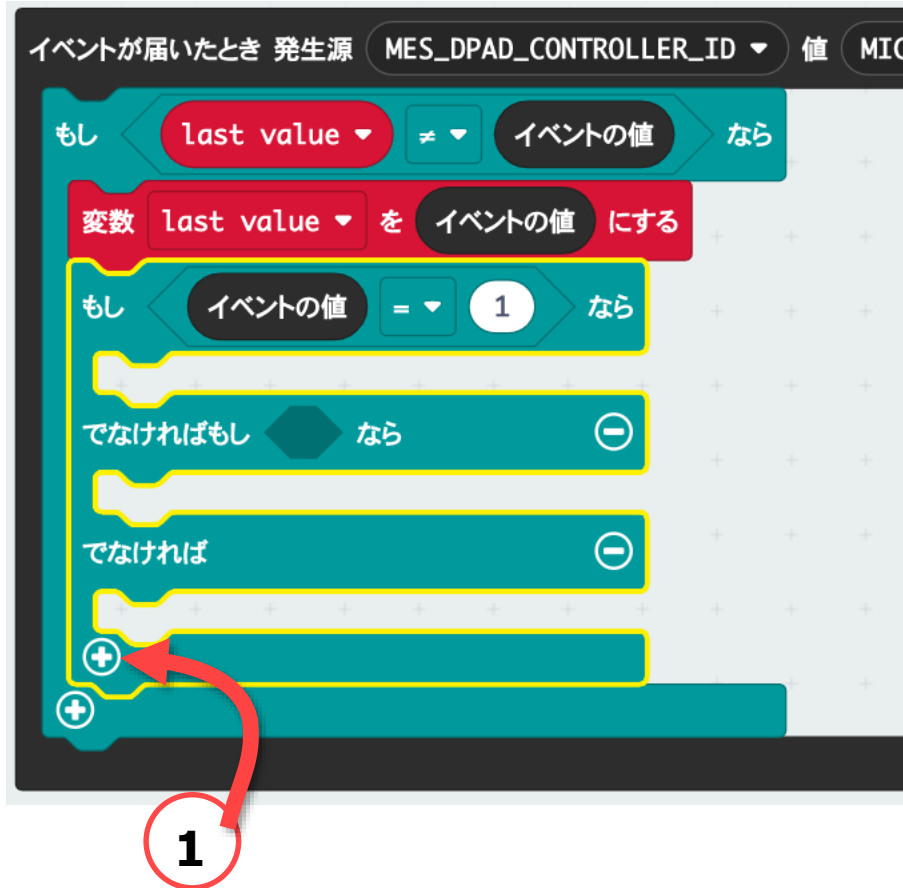 イベントが届いたとき 発生源 MES_DPAD_CONTROLLER_ID 値
もし last value ≠ イベントの値 なら
変数 last value を イベントの値 にする
もし イベントの値 = 1 なら
でなければもし なら
でなければ
1